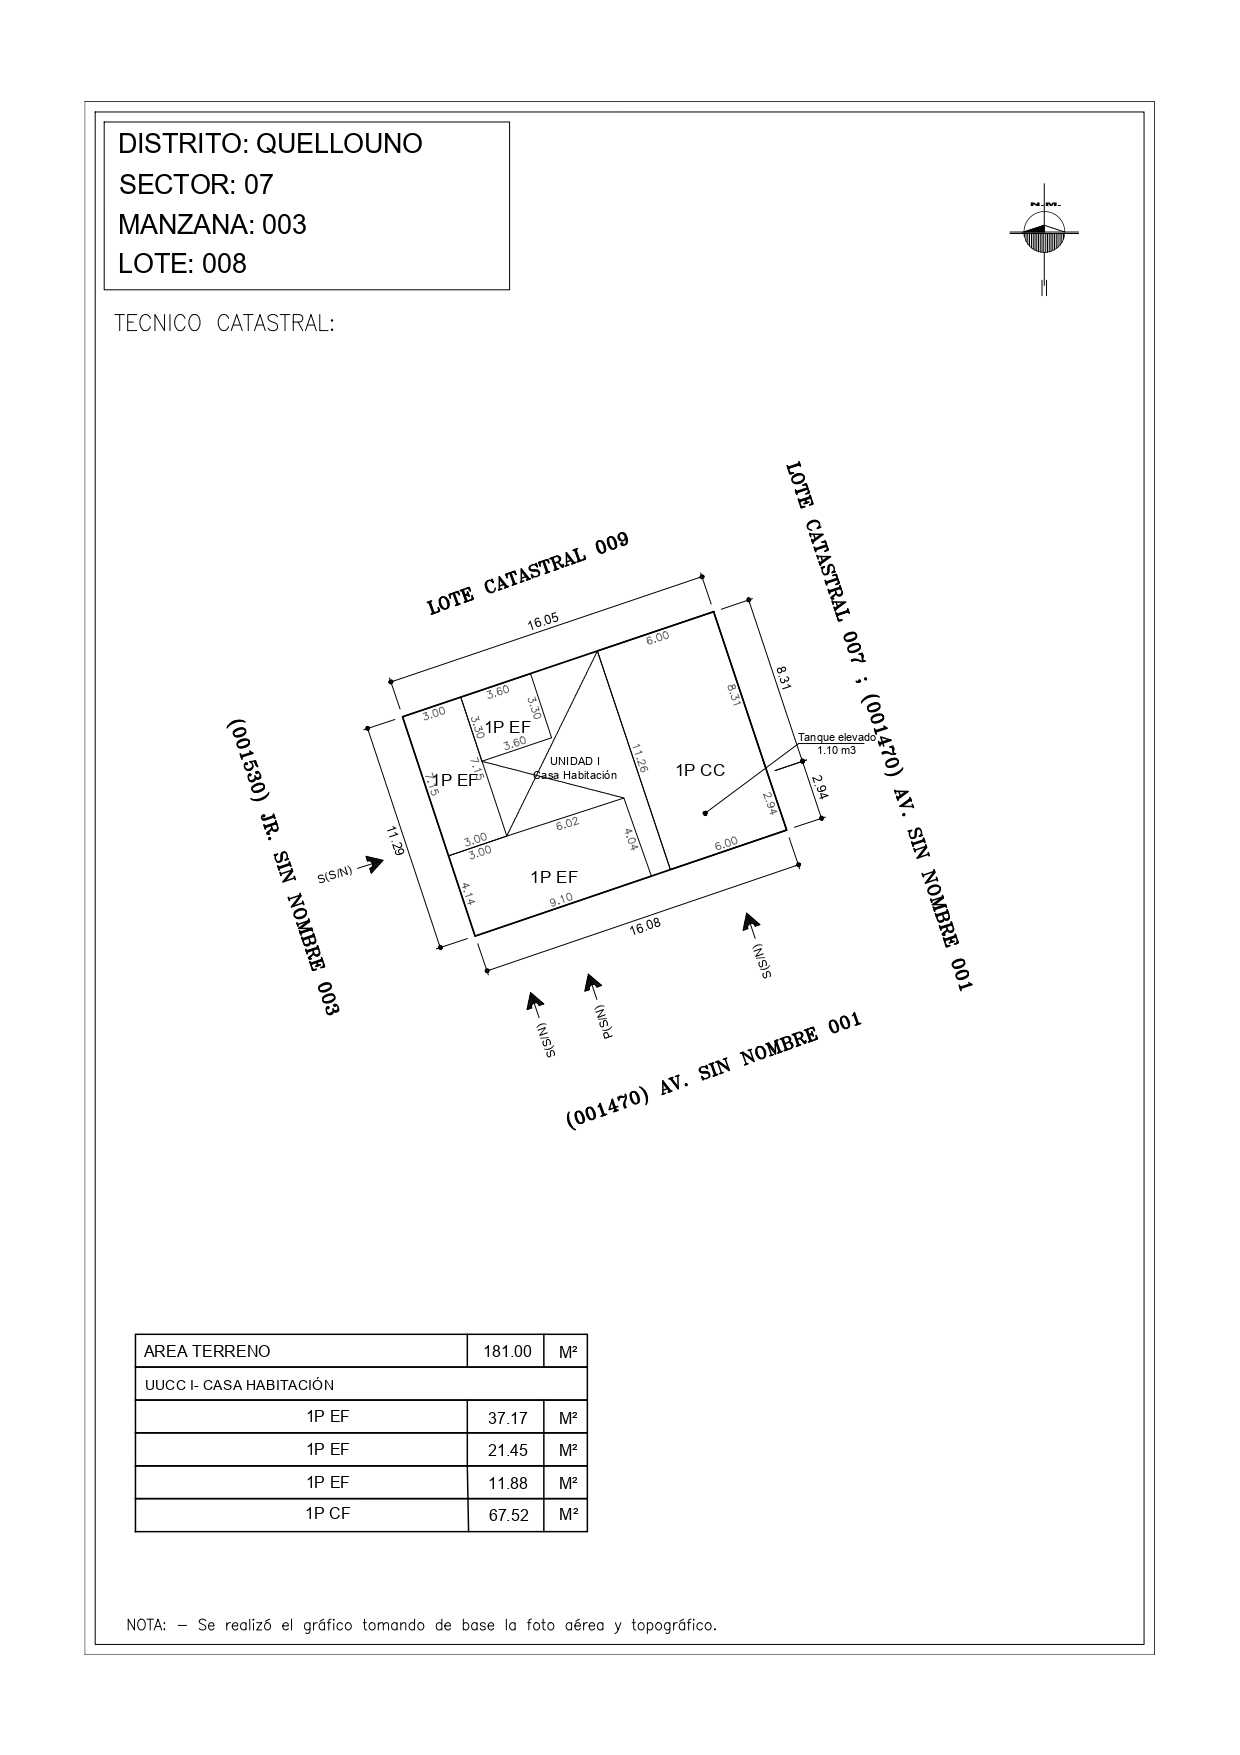 DISTRITO: QUELLOUNO
SECTOR: 07
MANZANA: 003
LOTE: 008
N.M.
TECNICO CATASTRAL:
LOTE CATASTRAL 009
LOTE CATASTRAL 007 ; (001470) AV. SIN NOMBRE 001
(001530) JR. SIN NOMBRE 003
(001470) AV. SIN NOMBRE 001
16.05
6.00
8.31
8.31
3.00
3.60
3.30
3.30
1P EF
3.60
7.15
1P EF
7.15
UNIDAD I
Casa Habitación
11.26
1P CC
Tanque elevado
1.10 m3
2.94
2.94
11.29
3.00
3.00
6.02
4.04
6.00
S(S/N)
4.14
1P EF
9.10
16.08
S(S/N)
P(S/N)
S(S/N)
AREA TERRENO 181.00 M²
UUCC I- CASA HABITACIÓN
1P EF 37.17 M²
1P EF 21.45 M²
1P EF 11.88 M²
1P CF 67.52 M²
NOTA: – Se realizó el gráfico tomando de base la foto aérea y topográfico.